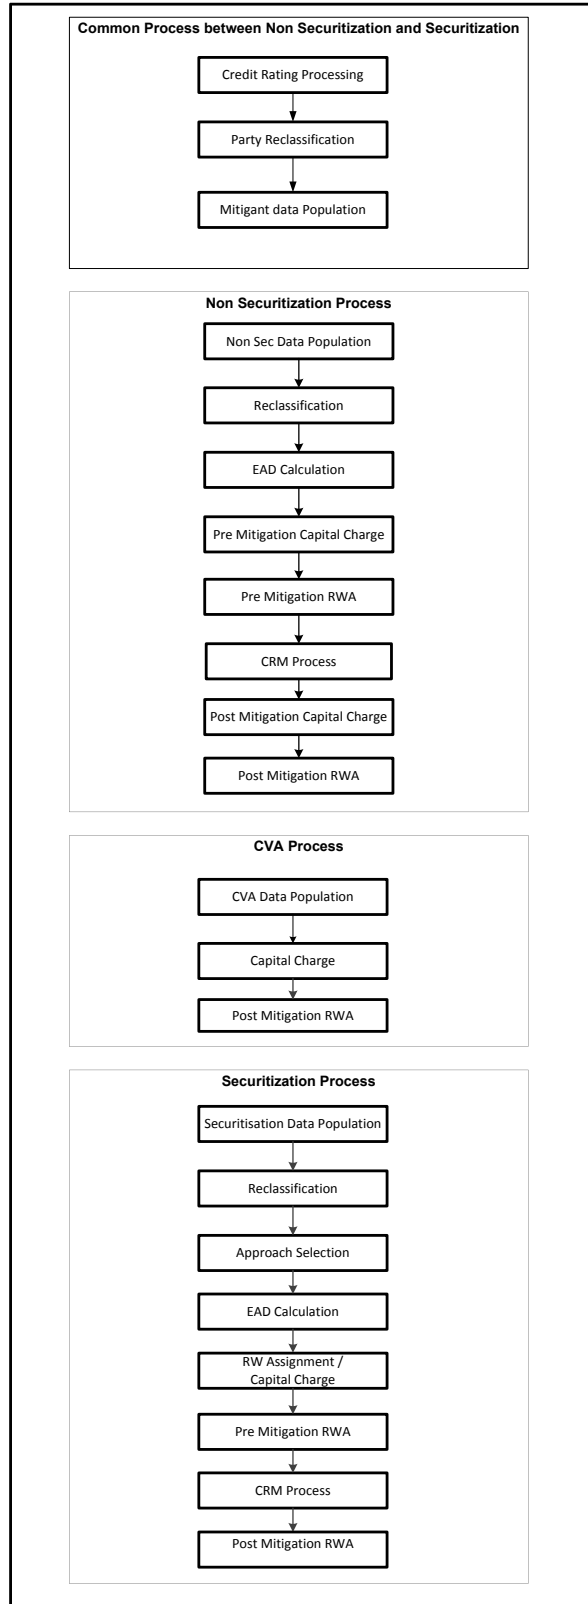 Common Process between Non Securitization and Securitization
Credit Rating Processing
Party Reclassification
Mitigant data Population
Non Securitization Process
Non Sec Data Population
Reclassification
EAD Calculation
Pre Mitigation Capital Charge
Pre Mitigation RWA
CRM Process
Post Mitigation Capital Charge
Post Mitigation RWA
CVA Process
CVA Data Population
Capital Charge
Post Mitigation RWA
Securitization Process
Securitisation Data Population
Reclassification
Approach Selection
EAD Calculation
RW Assignment /
Capital Charge
Pre Mitigation RWA
CRM Process
Post Mitigation RWA